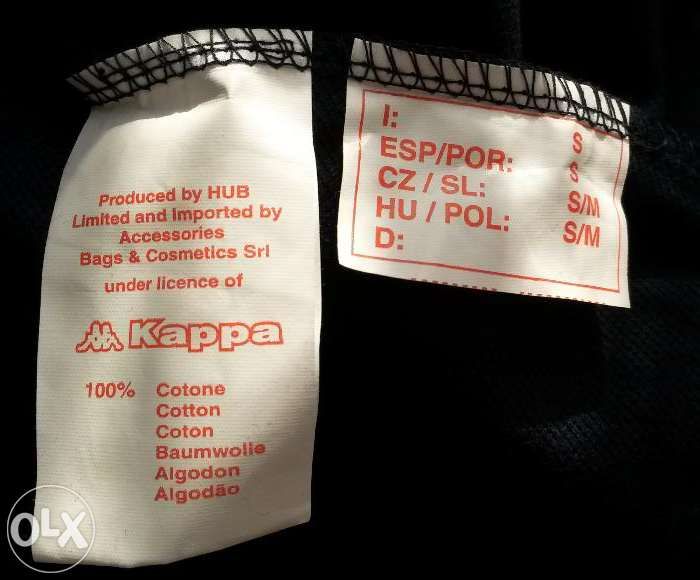 Produced by HUB
Limited and Imported by
Accessories
Bags & Cosmetics Srl
under licence of
Kappa
100% Cotone
Cotton
Coton
Baumwolle
Algodon
Algodão
I: S
ESP/POR: S
CZ / SL: S/M
HU / POL: S/M
D:
OLX